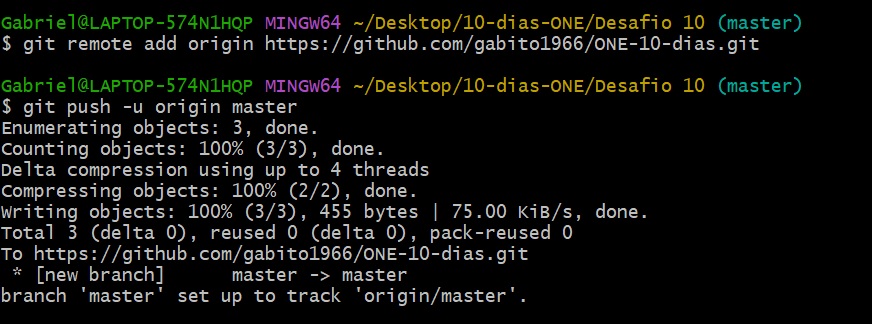 Gabriel@LAPTOP-574N1HQP MINGW64 ~/Desktop/10-dias-ONE/Desafio 10 (master)
$ git remote add origin https://github.com/gabito1966/ONE-10-dias.git
Gabriel@LAPTOP-574N1HQP MINGW64 ~/Desktop/10-dias-ONE/Desafio 10 (master)
$ git push -u origin master
Enumerating objects: 3, done.
Counting objects: 100% (3/3), done.
Delta compression using up to 4 threads
Compressing objects: 100% (2/2), done.
Writing objects: 100% (3/3), 455 bytes | 75.00 KiB/s, done.
Total 3 (delta 0), reused 0 (delta 0), pack-reused 0
To https://github.com/gabito1966/ONE-10-dias.git
 * [new branch]      master -> master
branch 'master' set up to track 'origin/master'.